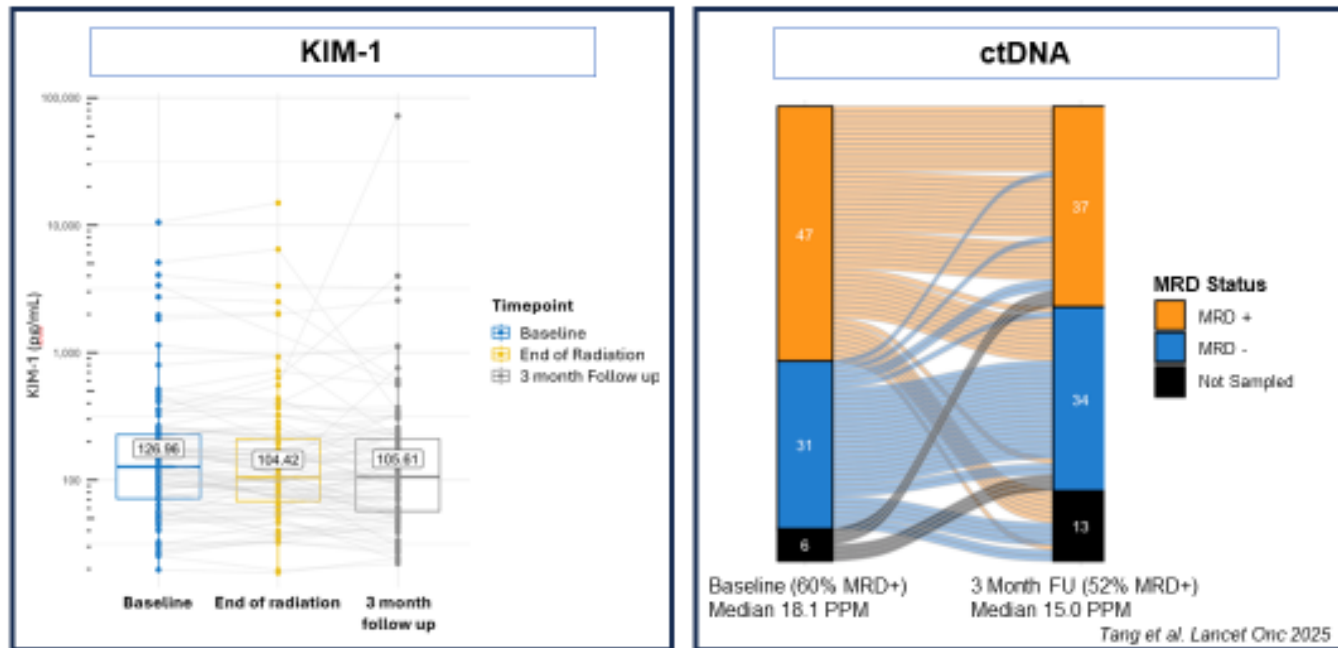 KIM-1
100,000
10,000
1,000
100
KIM-1 (pg/mL)
126.96
104.42
105.61
Baseline
End of radiation
3 month
follow up
Timepoint
Baseline
End of Radiation
3 month Follow up
ctDNA
47
31
6
37
34
13
MRD Status
MRD +
MRD -
Not Sampled
Baseline (60% MRD+)
Median 18.1 PPM
3 Month FU (52% MRD+)
Median 15.0 PPM
Tang et al. Lancet Onc 2025